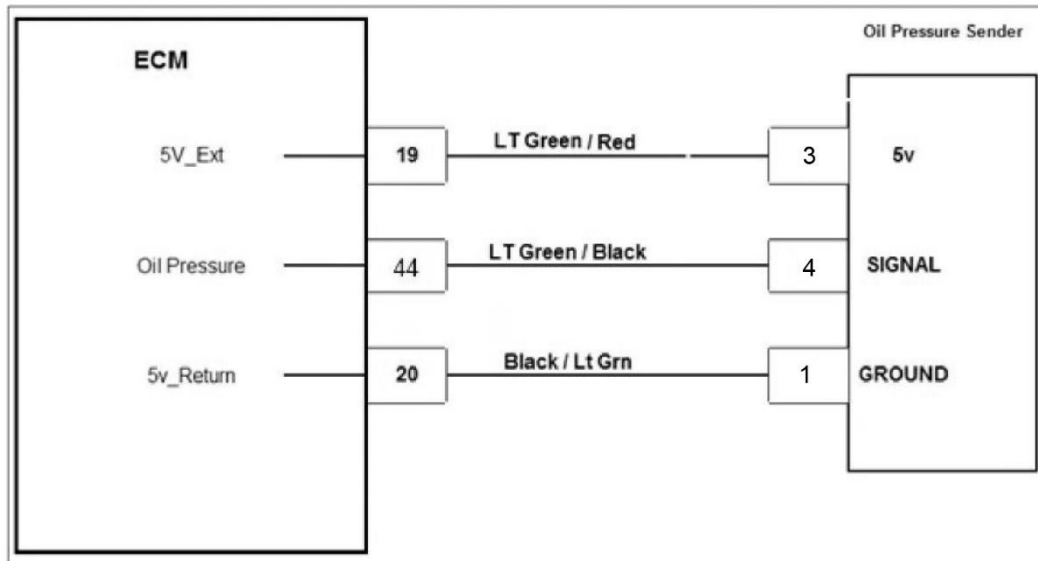 Oil Pressure Sender
ECM
5V_Ext
19
LT Green / Red
3
5v
Oil Pressure
44
LT Green / Black
4
SIGNAL
5v_Return
20
Black / Lt Grn
1
GROUND